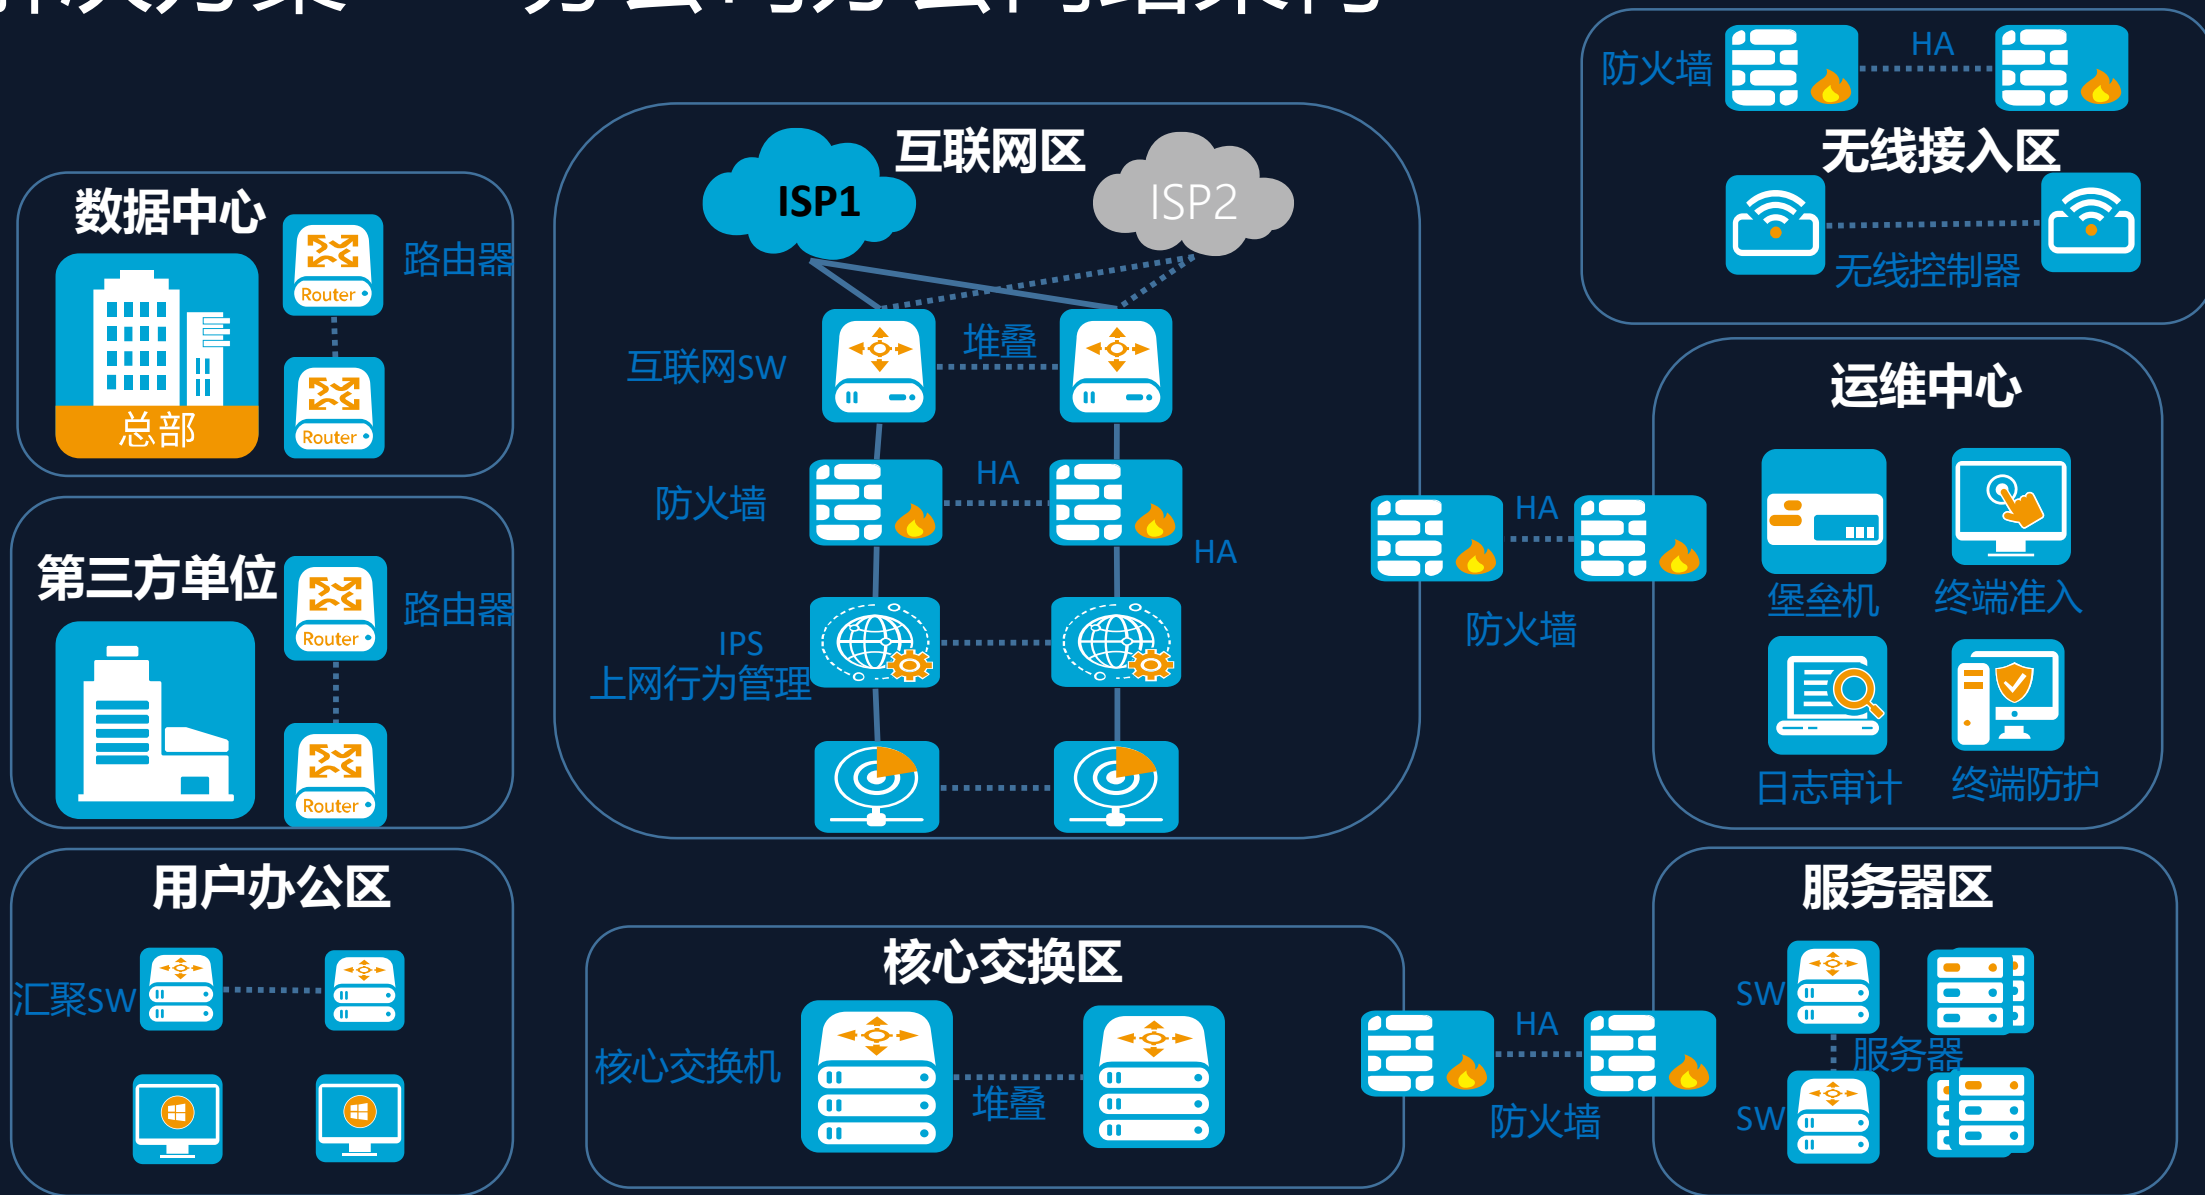 防火墙
HA
无线接入区
无线控制器
互联网区
ISP1
ISP2
数据中心
路由器
Router
Router
总部
互联网SW
堆叠
防火墙
HA
HA
IPS
上网行为管理
第三方单位
路由器
Router
Router
HA
防火墙
运维中心
堡垒机
终端准入
日志审计
终端防护
用户办公区
汇聚SW
核心交换区
核心交换机
堆叠
HA
防火墙
服务器区
SW
服务器
SW